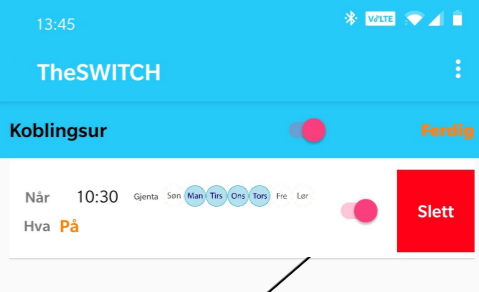 13:45 VoLTE
TheSWITCH
Koblingsur Ferdig
Når 10:30 Gjenta Søn Man Tirs Ons Tors Fre Lør
Hva På
Slett